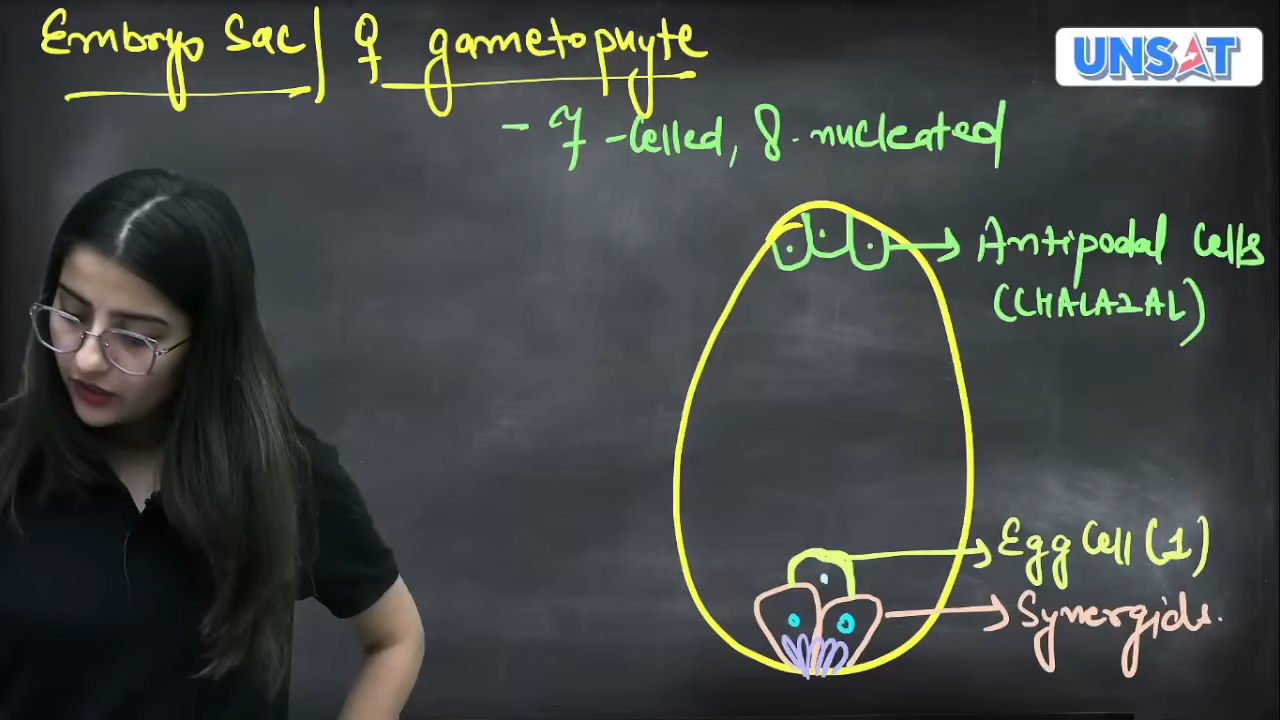 Embryo Sac | ♀ gametophyte
UNSAT
- 7-Celled, 8-nucleated
Antipodal Cells
(CHALAZAL)
Egg Cell (1)
Synergids.